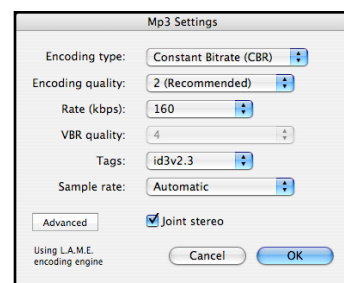 Mp3 Settings
Encoding type: Constant Bitrate (CBR)
Encoding quality: 2 (Recommended)
Rate (kbps): 160
VBR quality: 4
Tags: id3v2.3
Sample rate: Automatic
Advanced Joint stereo
Using L.A.M.E.
encoding engine
Cancel OK